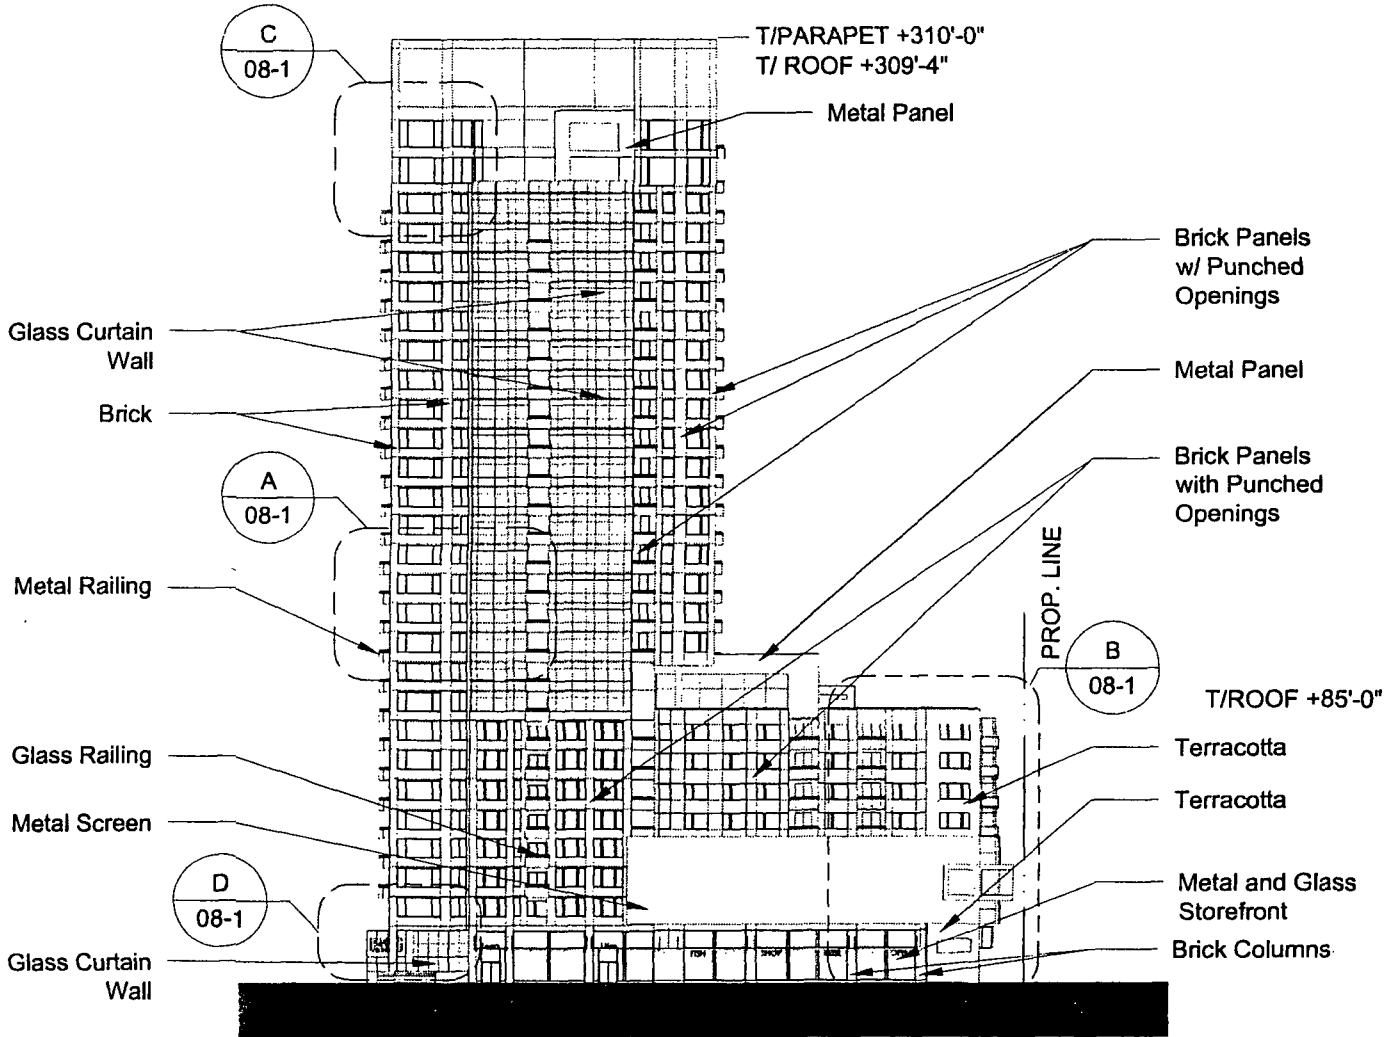 C
08-1
T/PARAPET +310'-0"
T/ ROOF +309'-4"
Metal Panel
Brick Panels
w/ Punched
Openings
Glass Curtain
Wall
Metal Panel
Brick
Brick Panels
with Punched
Openings
A
08-1
PROP. LINE
Metal Railing
B
08-1
T/ROOF +85'-0"
Glass Railing
Terracotta
Metal Screen
Terracotta
D
08-1
Metal and Glass
Storefront
Glass Curtain
Wall
Brick Columns